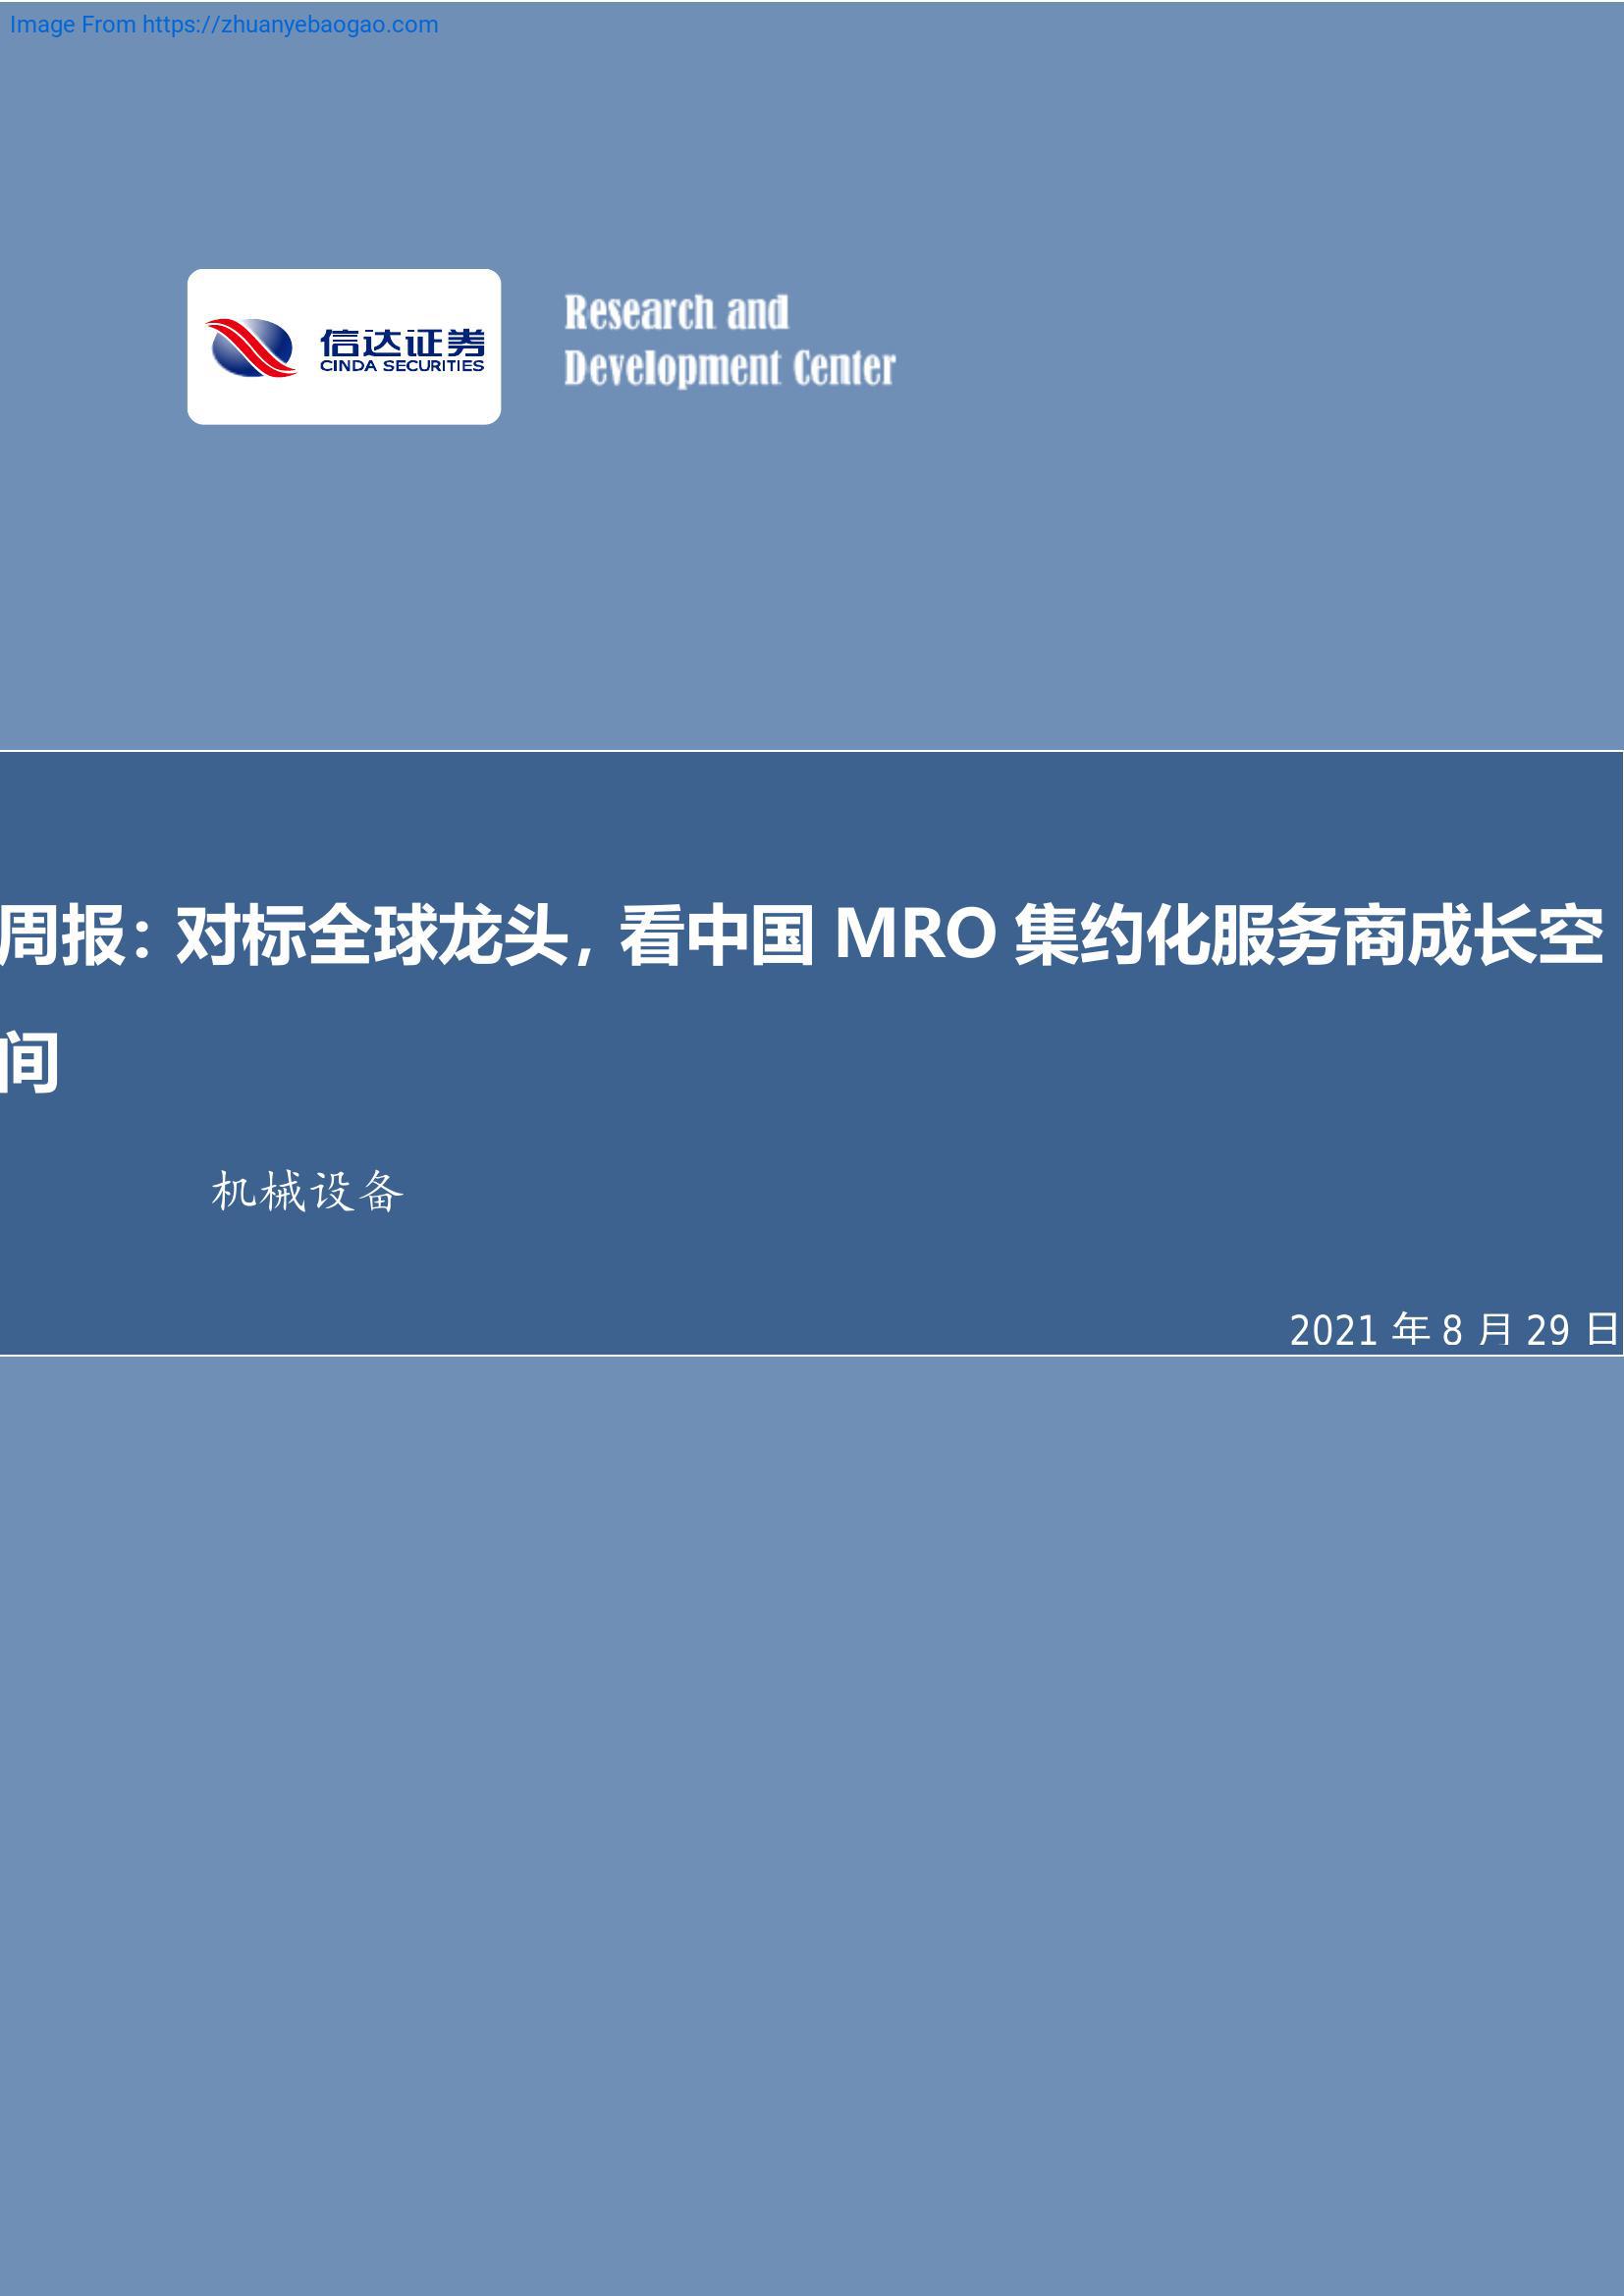 Image From https://zhuanyebaogao.com
信达证券
CINDA SECURITIES
Research and
Development Center
周报：对标全球龙头，看中国 MRO 集约化服务商成长空
间
机械设备
2021 年 8 月 29 日